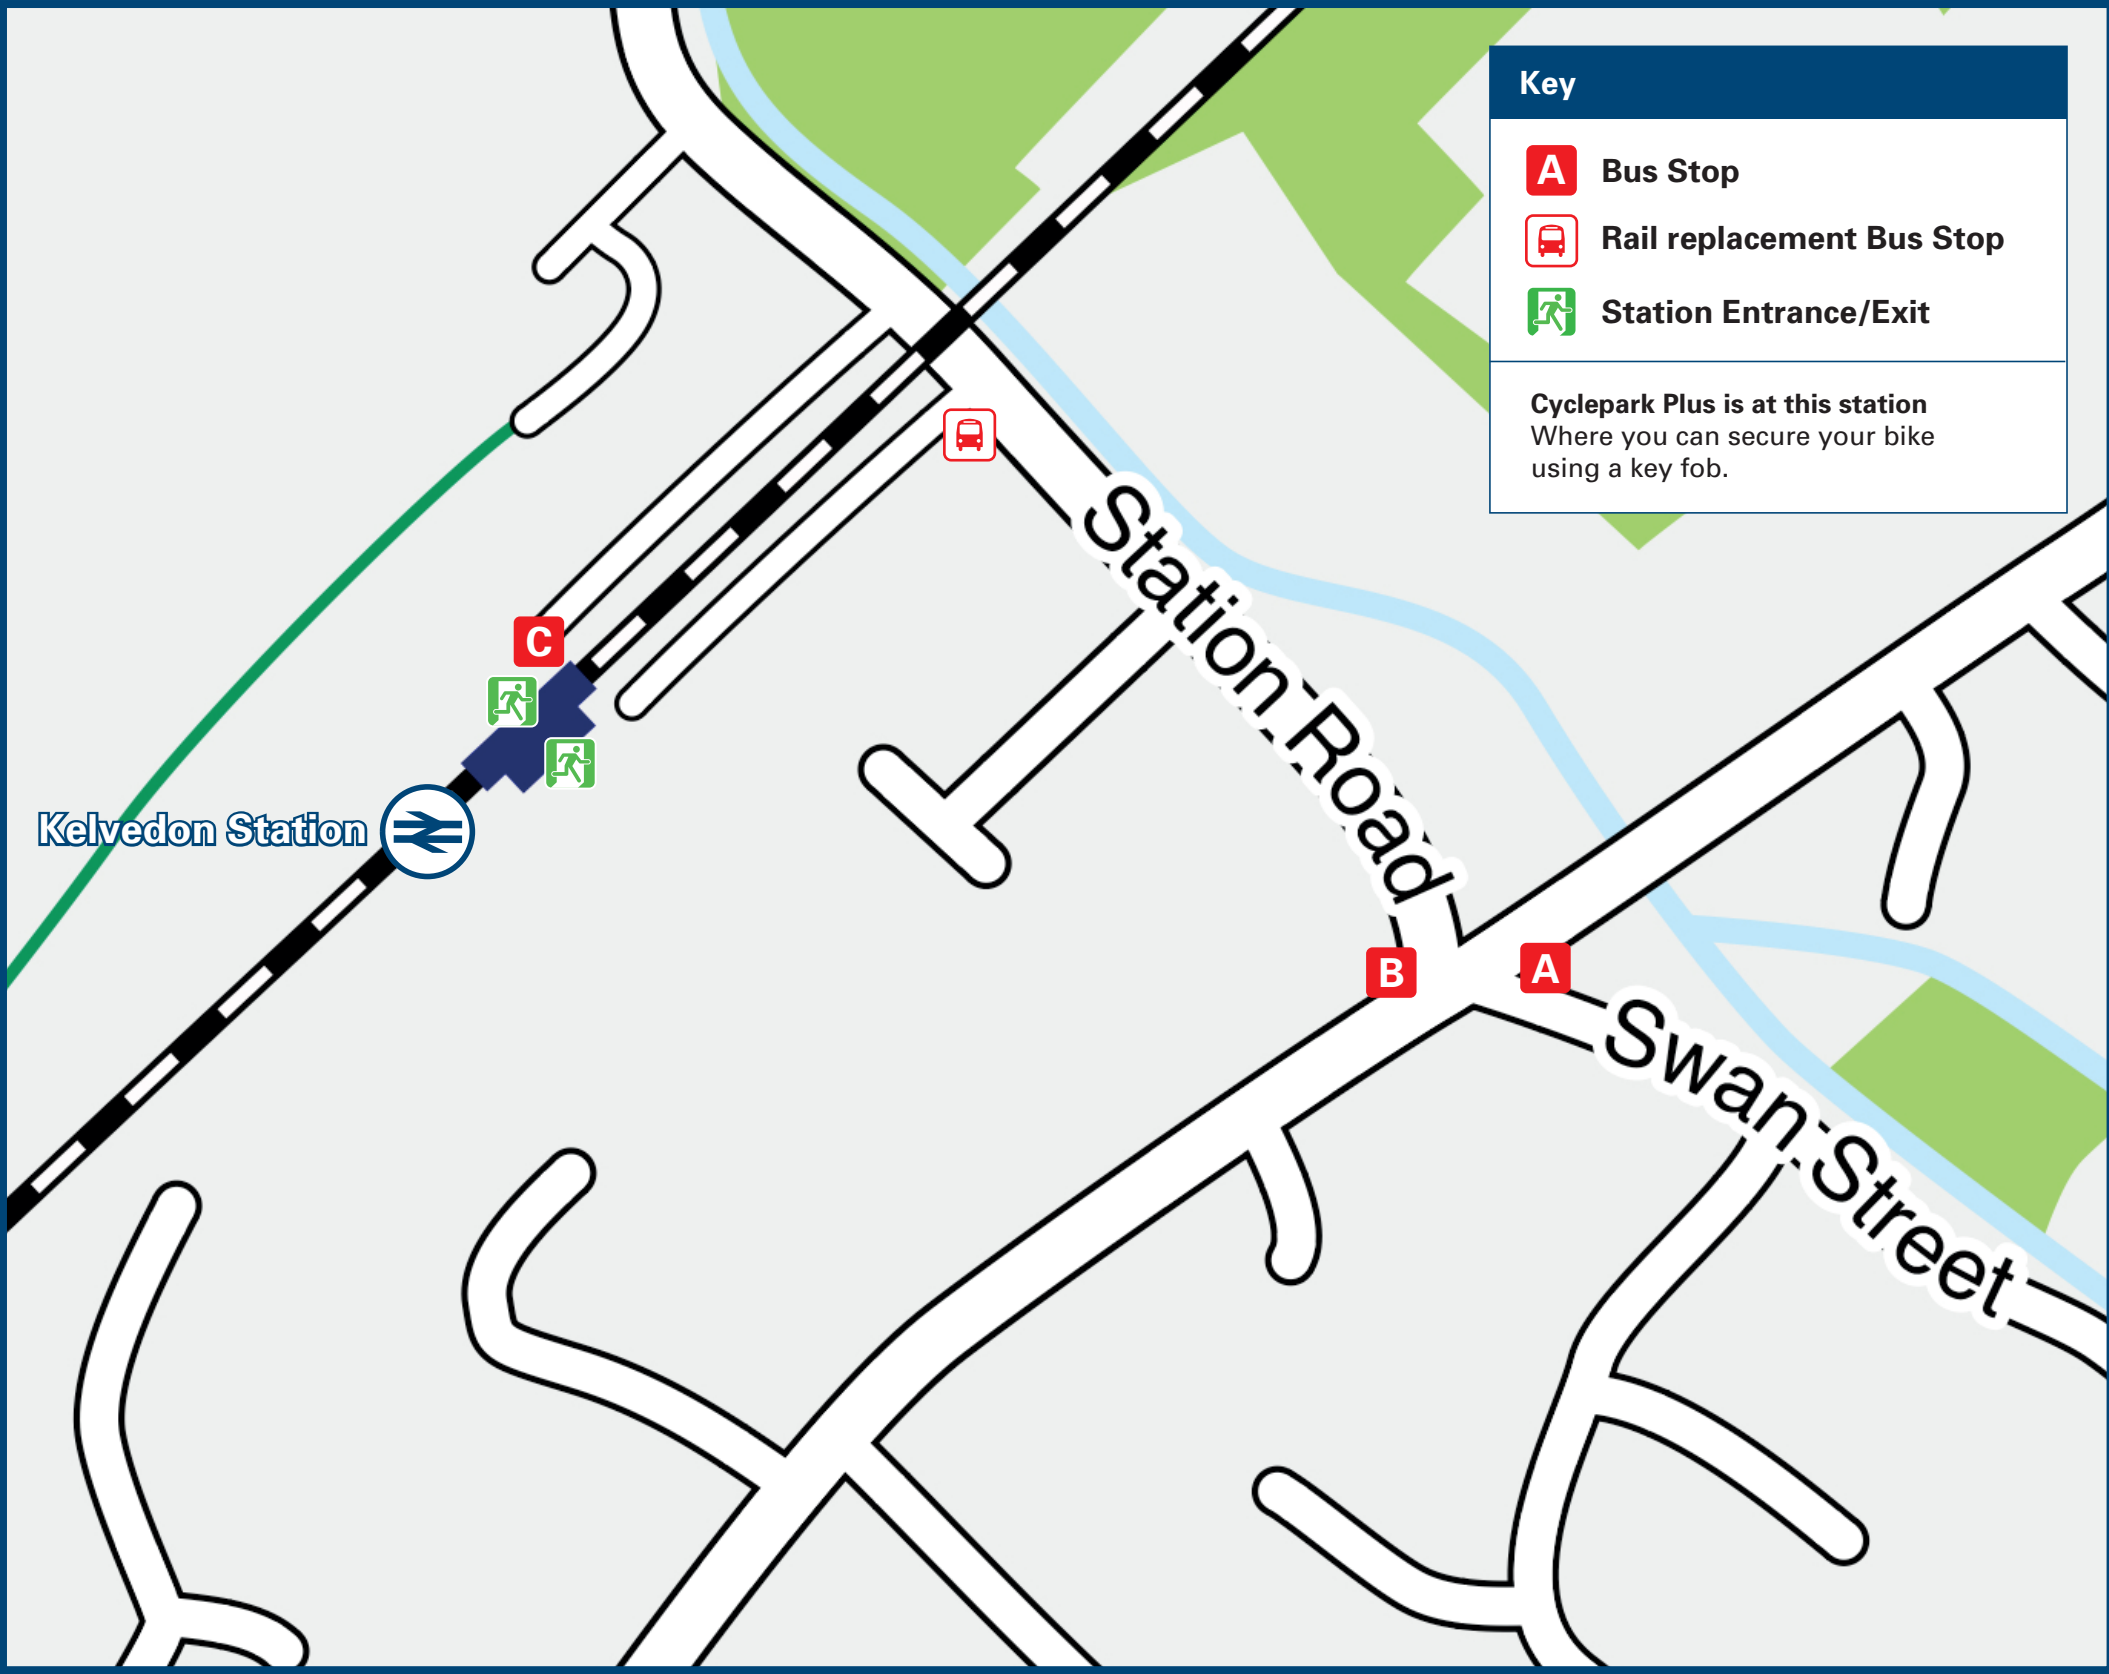 Key
A Bus Stop
Rail replacement Bus Stop
Station Entrance/Exit
Cyclepark Plus is at this station
Where you can secure your bike
using a key fob.
Station Road
C
Kelvedon Station
B
A
Swan Street